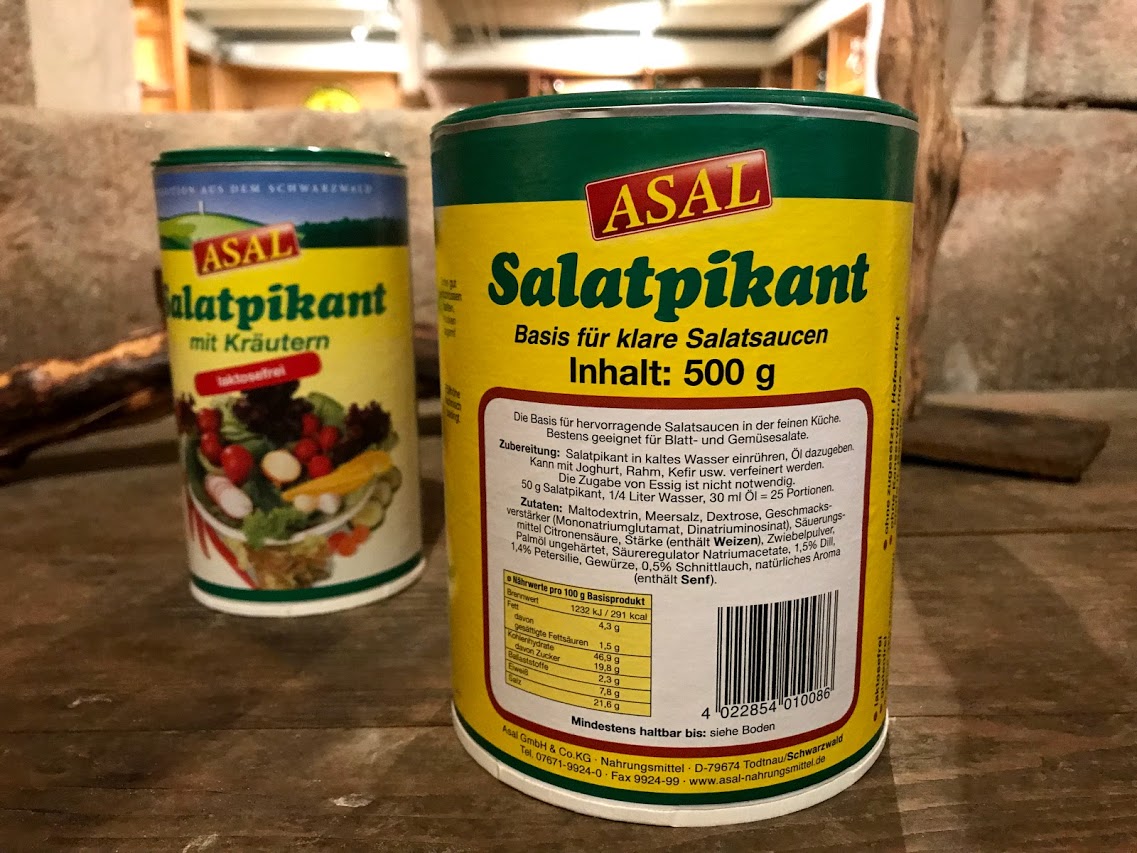 TION AUS DEM SCHWARZWALD
ASAL
Salatpikant
mit Kräutern
laktosefrei
ASAL
Salatpikant
Basis für klare Salatsaucen
Inhalt: 500 g
Die Basis für hervorragende Salatsaucen in der feinen Küche.
Bestens geeignet für Blatt- und Gemüsesalate.
Zubereitung: Salatpikant in kaltes Wasser einrühren, Öl dazugeben.
Kann mit Joghurt, Rahm, Kefir usw. verfeinert werden.
Die Zugabe von Essig ist nicht notwendig.
50 g Salatpikant, 1/4 Liter Wasser, 30 ml Öl = 25 Portionen.
Zutaten: Maltodextrin, Meersalz, Dextrose, Geschmacks-
verstärker (Mononatriumglutamat, Dinatriuminosinat), Säuerungs-
mittel Citronensäure, Stärke (enthält Weizen), Zwiebelpulver,
Palmöl ungehärtet, Säureregulator Natriumacetate, 1,5% Dill,
1,4% Petersilie, Gewürze, 0,5% Schnittlauch, natürliches Aroma
(enthält Senf).
ø Nährwerte pro 100 g Basisprodukt
Brennwert 1232 kJ / 291 kcal
Fett 4,3 g
davon
gesättigte Fettsäuren 1,5 g
Kohlenhydrate 46,9 g
davon Zucker 19,8 g
Ballaststoffe 2,3 g
Eiweiß 7,8 g
Salz 21,6 g
4 022854 010086
Mindestens haltbar bis: siehe Boden
Asal GmbH & Co.KG · Nahrungsmittel · D-79674 Todtnau/Schwarzwald
Tel. 07671-9924-0 · Fax 9924-99 · www.asal-nahrungsmittel.de
ohne zugesetzten Hefeextrakt
laktosefrei